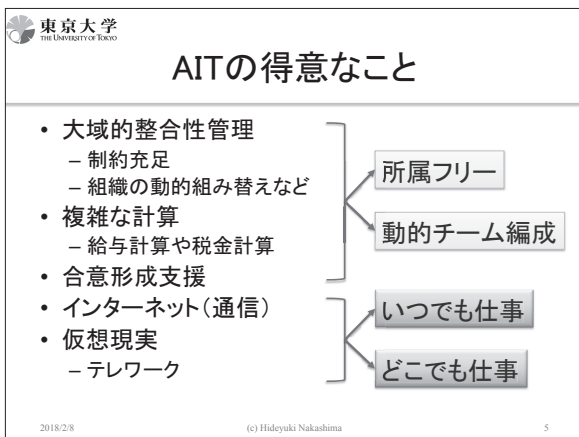 東京大学
THE UNIVERSITY OF TOKYO
AITの得意なこと
• 大域的整合性管理
– 制約充足
– 組織の動的組み替えなど
• 複雑な計算
– 給与計算や税金計算
• 合意形成支援
• インターネット(通信)
• 仮想現実
– テレワーク
所属フリー
動的チーム編成
いつでも仕事
どこでも仕事
2018/2/8
(c) Hideyuki Nakashima
5